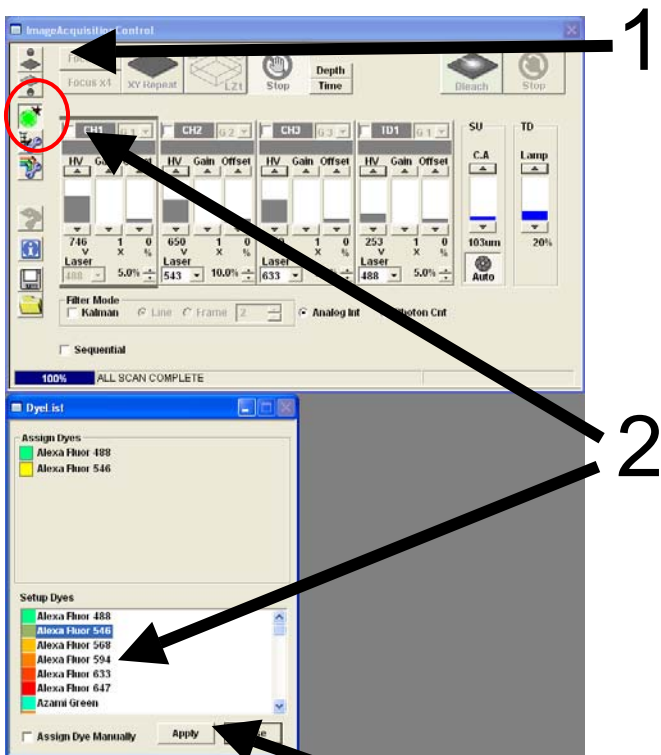 ImageAcquisitionControl
1
Focus x4
XY Repeat
LZt
Stop
Depth
Time
Bleach
Stop
CH1 G 1
CH2 G 2
CH3 G 3
TD1 G 1
SU
TD
HV Gain Offset
HV Gain Offset
HV Gain Offset
HV Gain Offset
C.A
Lamp
746 1 0
V X %
650 1 0
V X %
1 0
V X %
253 1 0
V X %
103um
20%
Laser
488 5.0%
Laser
543 10.0%
Laser
633
Laser
488 5.0%
Auto
Filter Mode
Kalman Line Frame 2 Analog Int Photon Cnt
Sequential
100% ALL SCAN COMPLETE
2
DyeList
Assign Dyes
Alexa Fluor 488
Alexa Fluor 546
Setup Dyes
Alexa Fluor 488
Alexa Fluor 546
Alexa Fluor 568
Alexa Fluor 594
Alexa Fluor 633
Alexa Fluor 647
Azami Green
Assign Dye Manually Apply